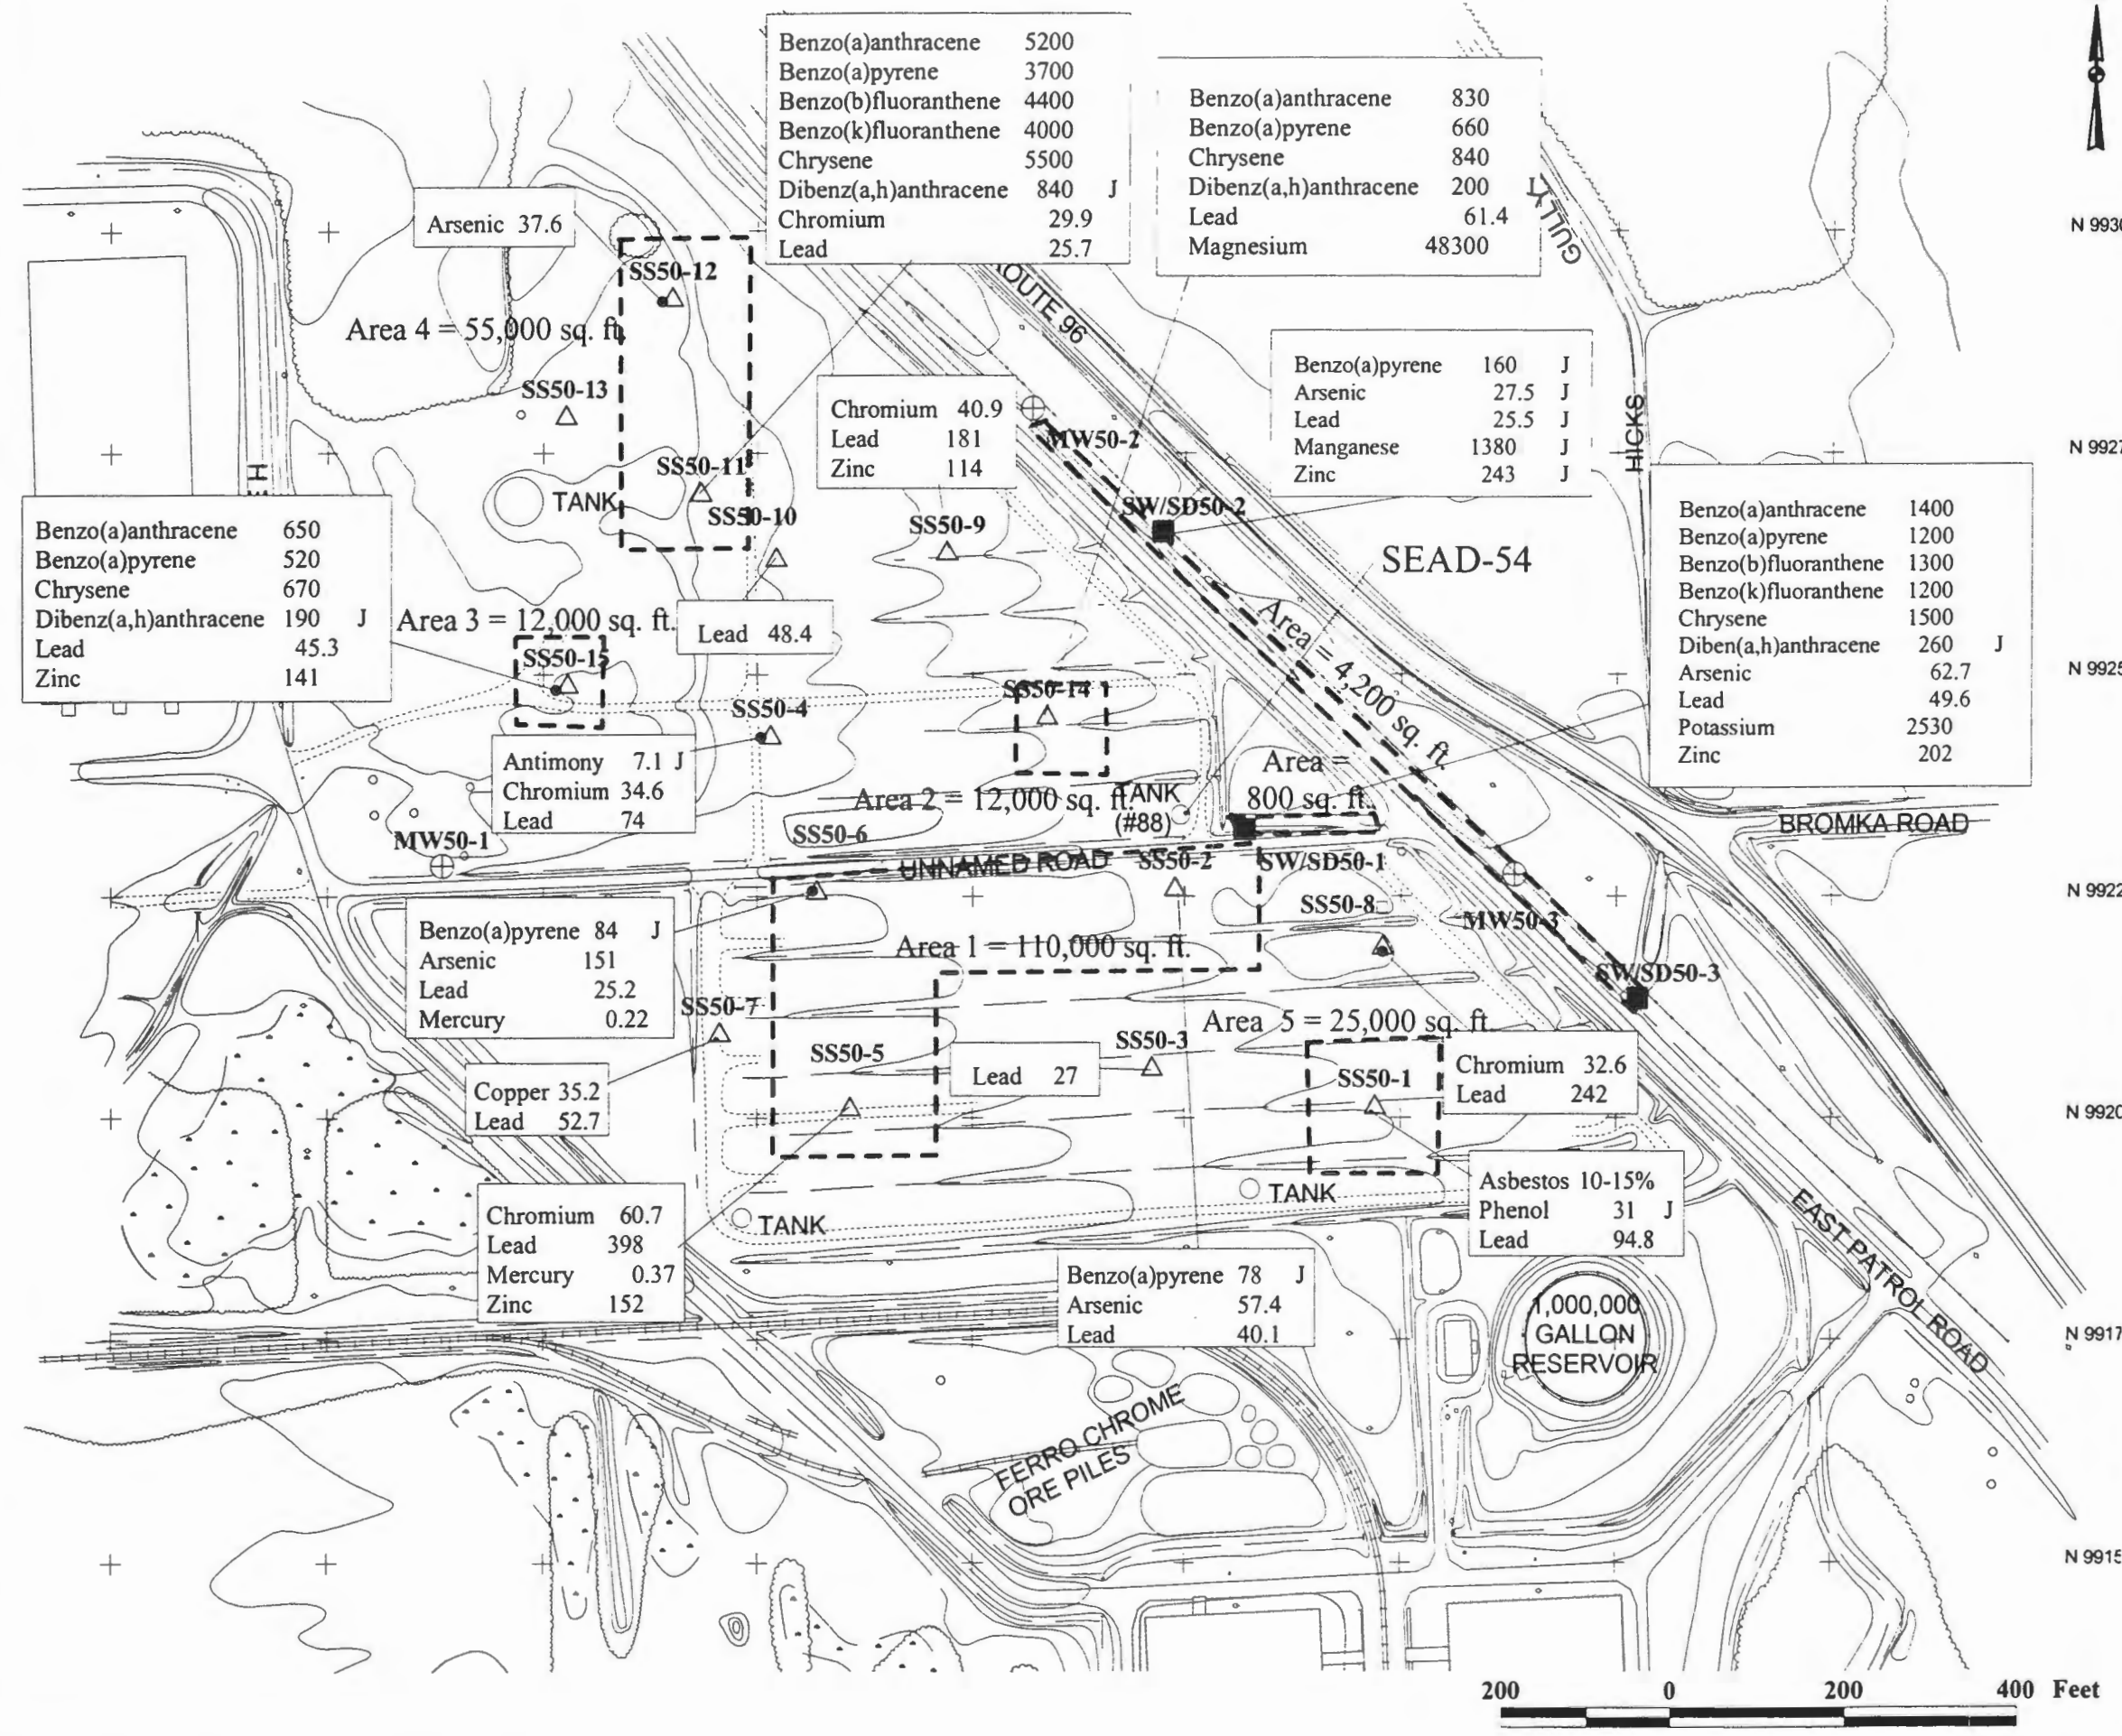 Benzo(a)anthracene 5200
Benzo(a)pyrene 3700
Benzo(b)fluoranthene 4400
Benzo(k)fluoranthene 4000
Chrysene 5500
Dibenz(a,h)anthracene 840 J
Chromium 29.9
Lead 25.7
Benzo(a)anthracene 830
Benzo(a)pyrene 660
Chrysene 840
Dibenz(a,h)anthracene 200 J
Lead 61.4
Magnesium 48300
GULLY
Arsenic 37.6
SS50-12
Area 4 = 55,000 sq. ft.
SS50-13
ROUTE 96
Benzo(a)pyrene 160 J
Arsenic 27.5 J
Lead 25.5 J
Manganese 1380 J
Zinc 243 J
HICKS
Chromium 40.9
Lead 181
Zinc 114
MW50-2
SS50-11
TANK
SS50-10
SS50-9
SW/SD50-2
SEAD-54
Benzo(a)anthracene 1400
Benzo(a)pyrene 1200
Benzo(b)fluoranthene 1300
Benzo(k)fluoranthene 1200
Chrysene 1500
Diben(a,h)anthracene 260 J
Arsenic 62.7
Lead 49.6
Potassium 2530
Zinc 202
Benzo(a)anthracene 650
Benzo(a)pyrene 520
Chrysene 670
Dibenz(a,h)anthracene 190 J
Lead 45.3
Zinc 141
Area 3 = 12,000 sq. ft.
SS50-15
Lead 48.4
Area = 4,200 sq. ft.
SS50-14
SS50-4
Antimony 7.1 J
Chromium 34.6
Lead 74
Area =
800 sq. ft.
Area 2 = 12,000 sq. ft.
TANK
(#88)
BROMKA ROAD
MW50-1
SS50-6
UNNAMED ROAD
SS50-2
SW/SD50-1
SS50-8
MW50-3
Area 1 = 110,000 sq. ft.
Benzo(a)pyrene 84 J
Arsenic 151
Lead 25.2
Mercury 0.22
SW/SD50-3
SS50-7
Area 5 = 25,000 sq. ft.
SS50-5
SS50-3
Lead 27
SS50-1
Chromium 32.6
Lead 242
Copper 35.2
Lead 52.7
Asbestos 10-15%
Phenol 31 J
Lead 94.8
TANK
TANK
EAST PATROL ROAD
Chromium 60.7
Lead 398
Mercury 0.37
Zinc 152
Benzo(a)pyrene 78 J
Arsenic 57.4
Lead 40.1
1,000,000
GALLON
RESERVOIR
FERRO CHROME
ORE PILES
N 9930
N 9927
N 9925
N 9922
N 9920
N 9917
N 9915
200 0 200 400 Feet